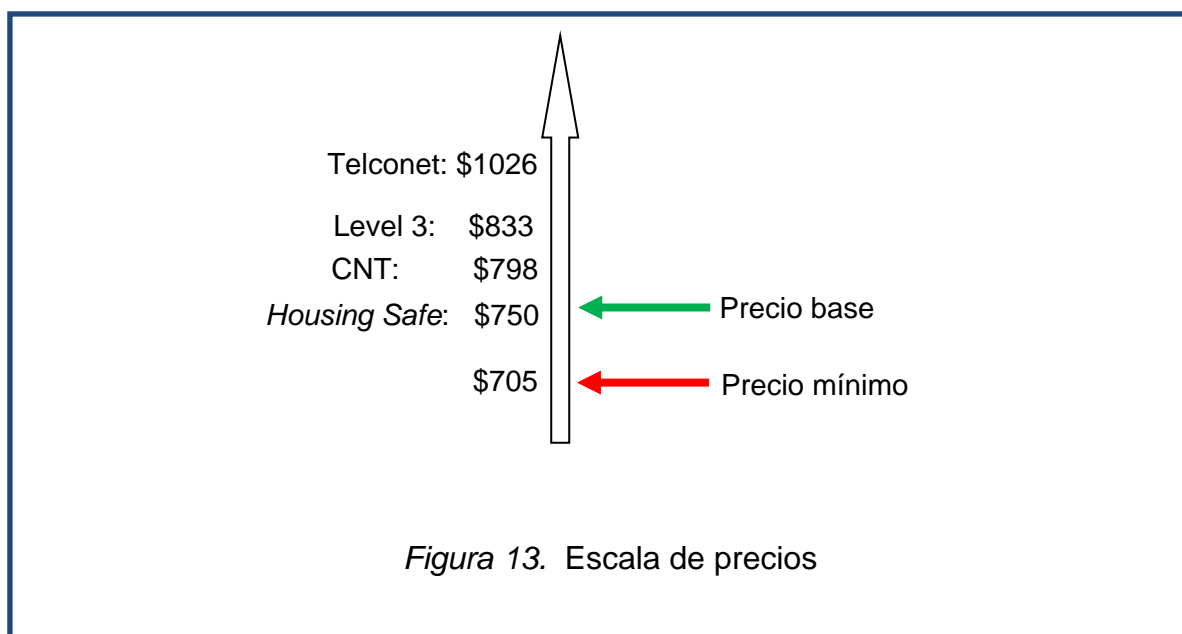 Telconet: $1026
Level 3: $833
CNT: $798
Housing Safe: $750
Precio base
$705
Precio mínimo
Figura 13. Escala de precios